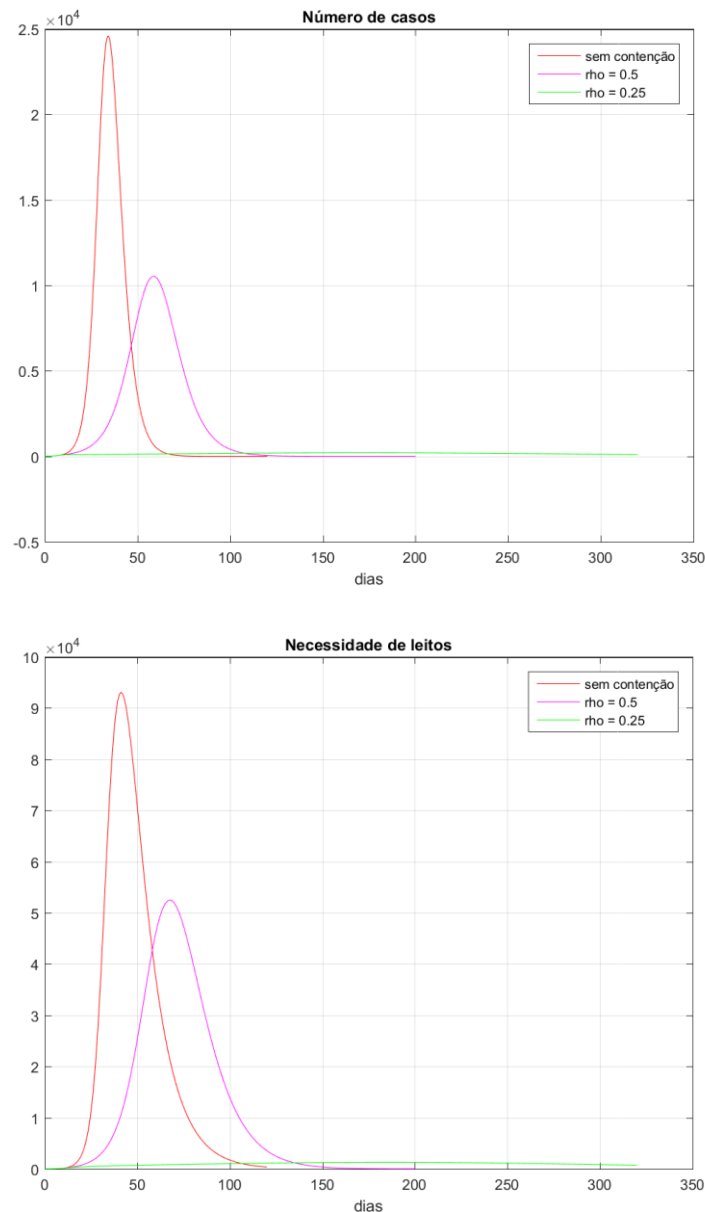 Número de casos
×10^4
2.5
2
1.5
1
0.5
0
-0.5
0 50 100 150 200 250 300 350
dias
sem contenção
rho = 0.5
rho = 0.25
Necessidade de leitos
×10^4
10
9
8
7
6
5
4
3
2
1
0
0 50 100 150 200 250 300 350
dias
sem contenção
rho = 0.5
rho = 0.25